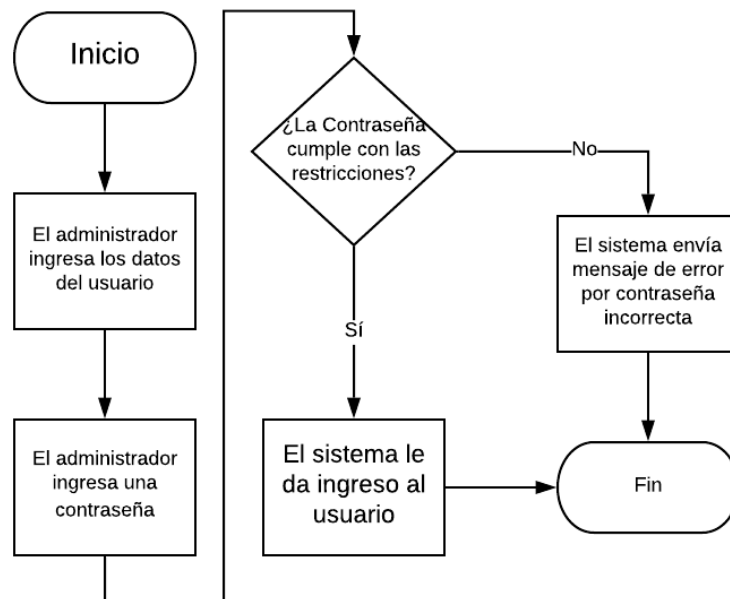 Inicio
El administrador
ingresa los datos
del usuario
El administrador
ingresa una
contraseña
¿La Contraseña
cumple con las
restricciones?
No
El sistema envía
mensaje de error
por contraseña
incorrecta
Sí
El sistema le
da ingreso al
usuario
Fin